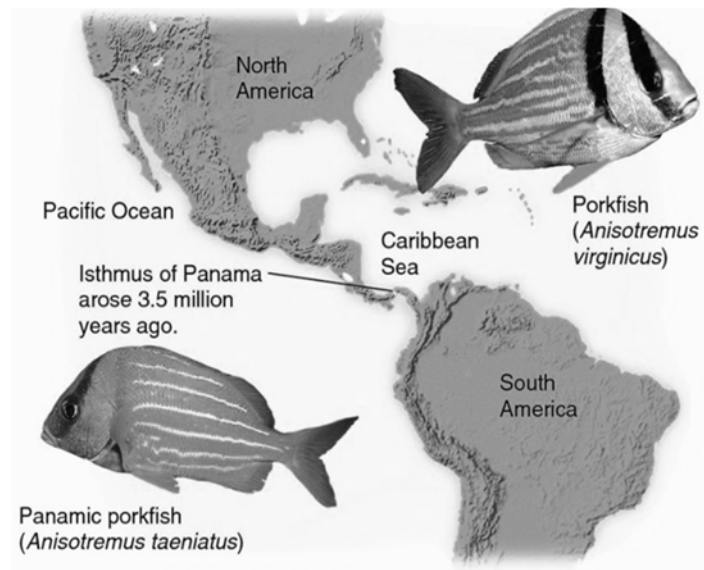 North
America
Pacific Ocean
Porkfish
(Anisotremus
virginicus)
Caribbean
Sea
Isthmus of Panama
arose 3.5 million
years ago.
South
America
Panamic porkfish
(Anisotremus taeniatus)